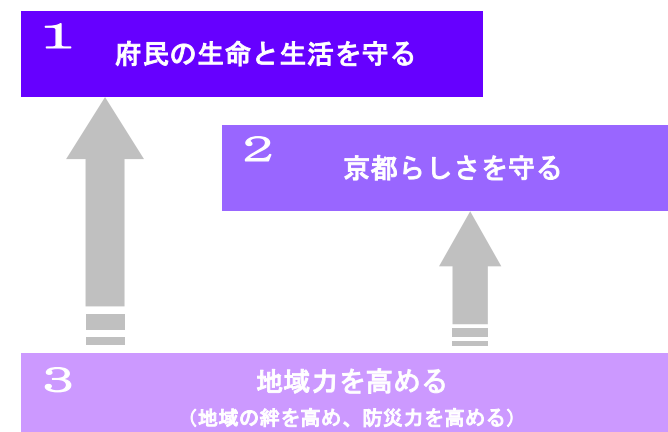 1
府民の生命と生活を守る
2
京都らしさを守る
3
地域力を高める
（地域の絆を高め、防災力を高める）